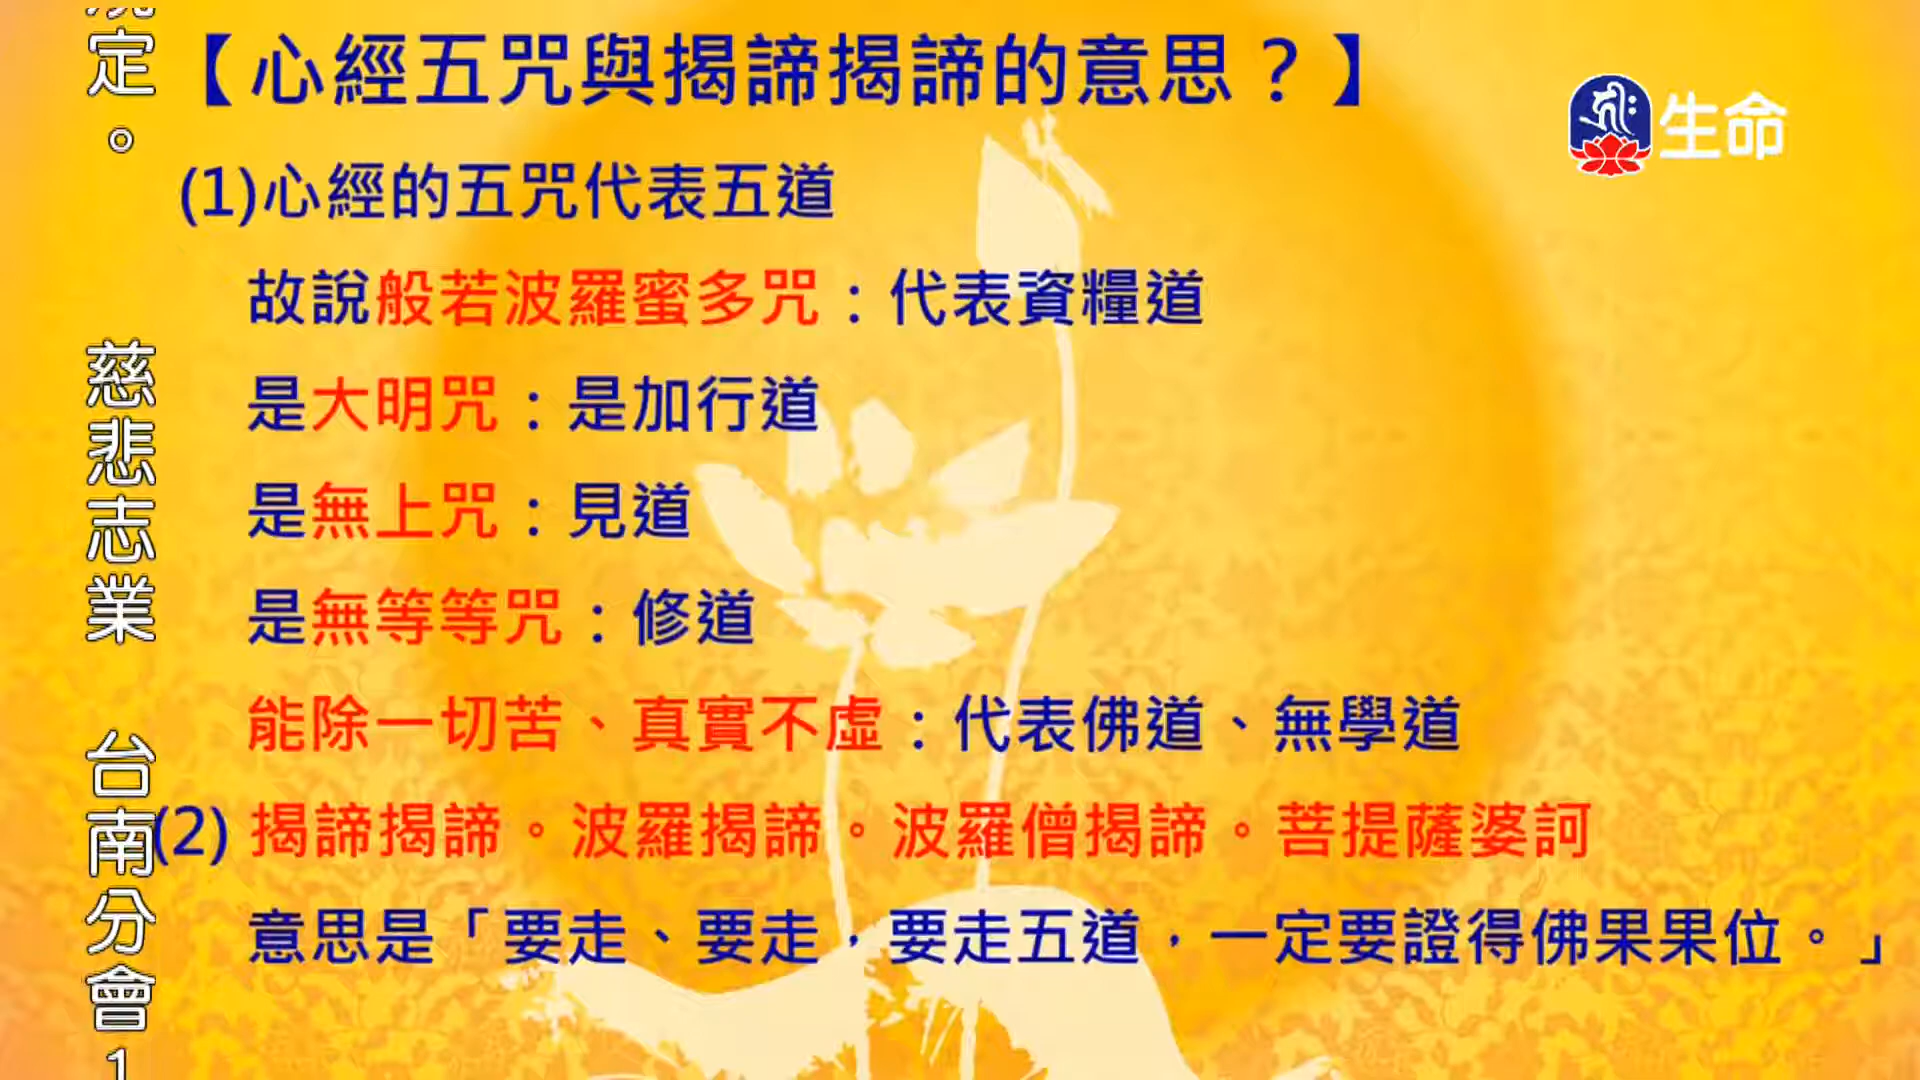 【心經五咒與揭諦揭諦的意思？】
生命
(1)心經的五咒代表五道
故說般若波羅蜜多咒：代表資糧道
是大明咒：是加行道
是無上咒：見道
是無等等咒：修道
能除一切苦、真實不虛：代表佛道、無學道
(2) 揭諦揭諦。波羅揭諦。波羅僧揭諦。菩提薩婆訶
意思是「要走、要走，要走五道，一定要證得佛果果位。」
定。 慈悲志業 台南分會1